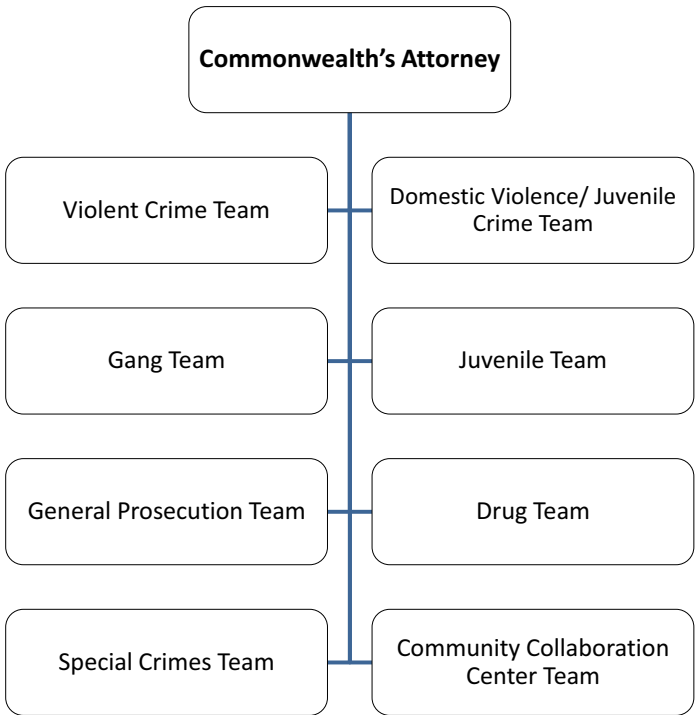 Commonwealth’s Attorney
Violent Crime Team
Domestic Violence/ Juvenile
Crime Team
Gang Team
Juvenile Team
General Prosecution Team
Drug Team
Special Crimes Team
Community Collaboration
Center Team